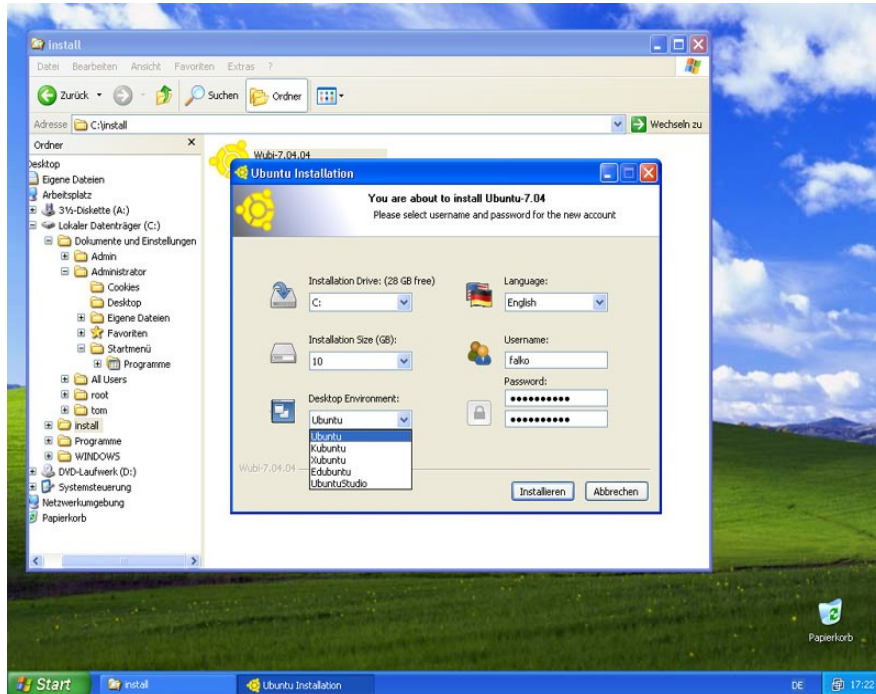 install
Datei Bearbeiten Ansicht Favoriten Extras ?
Zurück Suchen Ordner
Adresse C:\install Wechseln zu
Ordner X
Desktop
Eigene Dateien
Arbeitsplatz
3½-Diskette (A:)
Lokaler Datenträger (C:)
Dokumente und Einstellungen
Admin
Administrator
Cookies
Desktop
Eigene Dateien
Favoriten
Startmenü
Programme
All Users
root
tom
install
Programme
WINDOWS
DVD-Laufwerk (D:)
Systemsteuerung
Netzwerkumgebung
Papierkorb
Wubi-7.04.04
Ubuntu Installation
You are about to install Ubuntu-7.04
Please select username and password for the new account
Installation Drive: (28 GB free)
C:
Installation Size (GB):
10
Desktop Environment:
Ubuntu
Ubuntu
Kubuntu
Xubuntu
Edubuntu
UbuntuStudio
Language:
English
Username:
falko
Password:
●●●●●●●●●●
●●●●●●●●●●
Wubi-7.04.04
Installieren Abbrechen
Papierkorb
Start install Ubuntu Installation DE 17:22